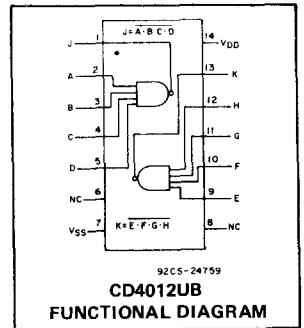 J=A·B·C·D
J 1
14 VDD
A 2
13 K
B 3
12 H
C 4
11 G
D 5
10 F
NC 6
9 E
VSS 7
K=E·F·G·H
8 NC
92CS-24759
CD4012UB
FUNCTIONAL DIAGRAM